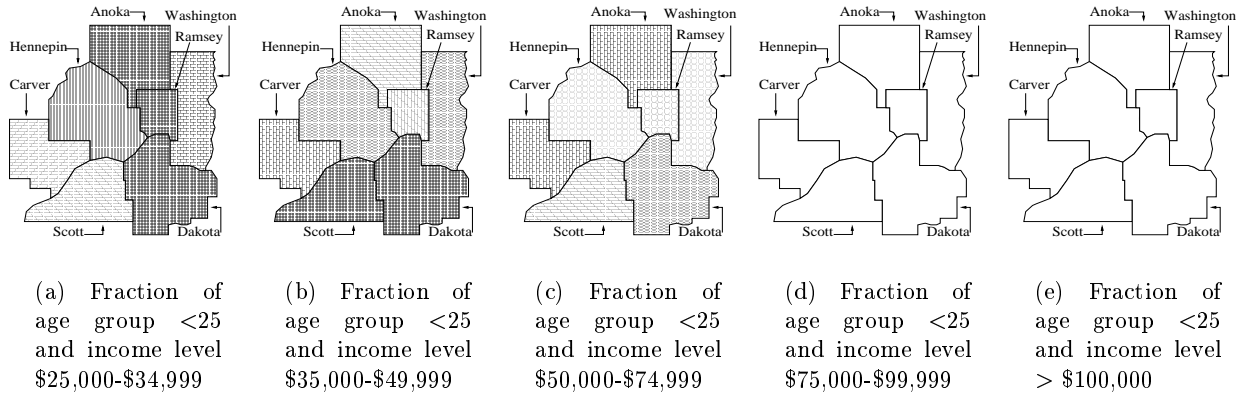 Anoka
Washington
Ramsey
Hennepin
Carver
Scott
Dakota
Anoka
Washington
Ramsey
Hennepin
Carver
Scott
Dakota
Anoka
Washington
Ramsey
Hennepin
Carver
Scott
Dakota
Anoka
Washington
Ramsey
Hennepin
Carver
Scott
Dakota
Anoka
Washington
Ramsey
Hennepin
Carver
Scott
Dakota
(a) Fraction of
age group <25
and income level
$25,000-$34,999
(b) Fraction of
age group <25
and income level
$35,000-$49,999
(c) Fraction of
age group <25
and income level
$50,000-$74,999
(d) Fraction of
age group <25
and income level
$75,000-$99,999
(e) Fraction of
age group <25
and income level
> $100,000